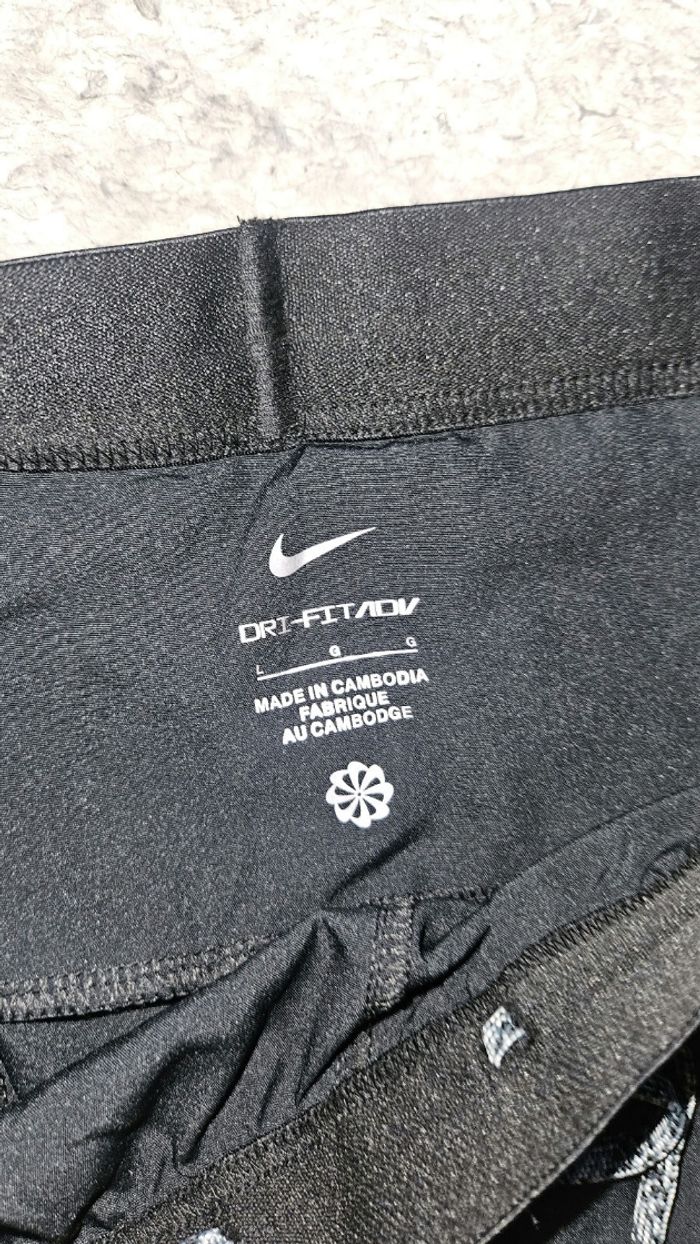 DRI-FIT ADV
L G G
MADE IN CAMBODIA
FABRIQUE
AU CAMBODGE